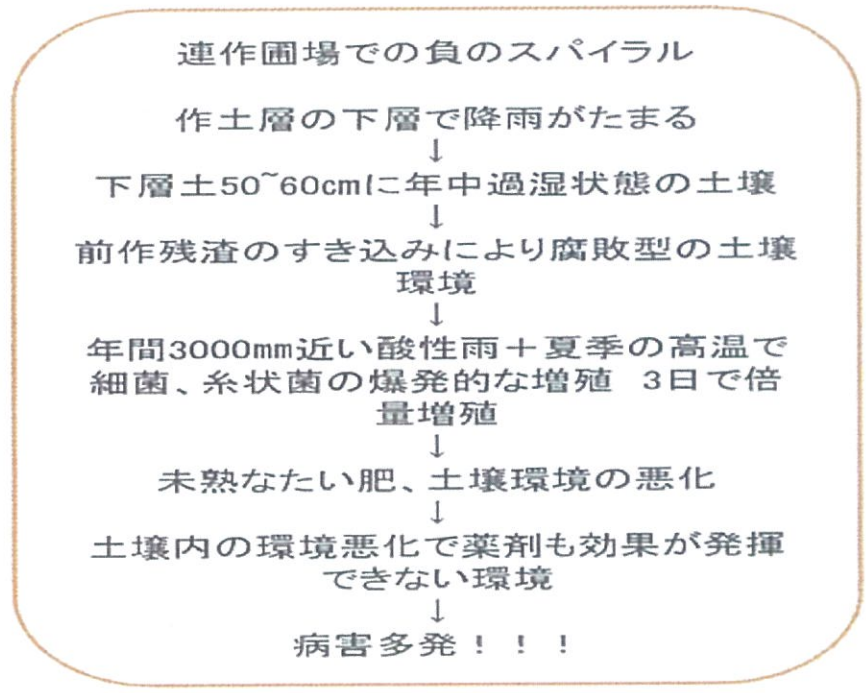 連作圃場での負のスパイラル
作土層の下層で降雨がたまる
↓
下層土50~60cmに年中過湿状態の土壌
↓
前作残渣のすき込みにより腐敗型の土壌
環境
↓
年間3000mm近い酸性雨＋夏季の高温で
細菌、糸状菌の爆発的な増殖　3日で倍
量増殖
↓
未熟なたい肥、土壌環境の悪化
↓
土壌内の環境悪化で薬剤も効果が発揮
できない環境
↓
病害多発！！！